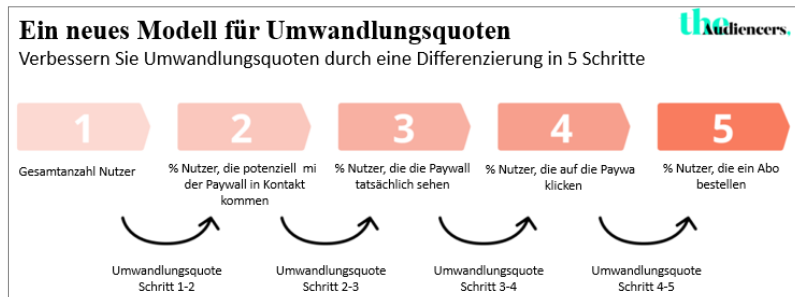 Ein neues Modell für Umwandlungsquoten
the Audiencers.
Verbessern Sie Umwandlungsquoten durch eine Differenzierung in 5 Schritte
1
2
3
4
5
Gesamtanzahl Nutzer
% Nutzer, die potenziell mi
der Paywall in Kontakt
kommen
% Nutzer, die die Paywall
tatsächlich sehen
% Nutzer, die auf die Paywa
klicken
% Nutzer, die ein Abo
bestellen
Umwandlungsquote
Schritt 1-2
Umwandlungsquote
Schritt 2-3
Umwandlungsquote
Schritt 3-4
Umwandlungsquote
Schritt 4-5